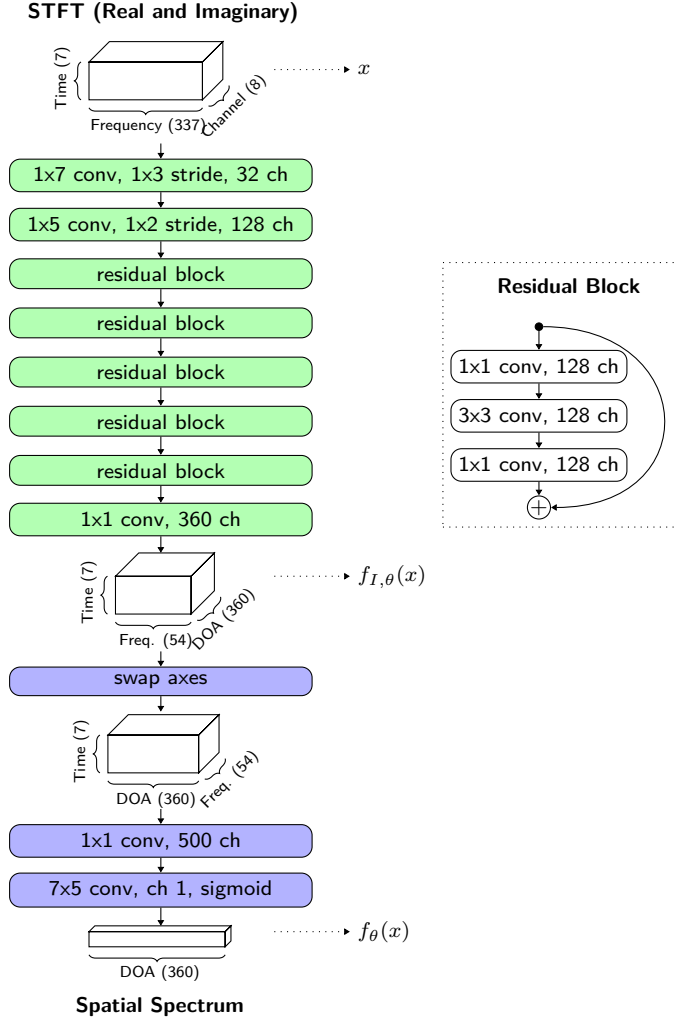 STFT (Real and Imaginary)
Time (7)
Channel (8)
Frequency (337)
x
1x7 conv, 1x3 stride, 32 ch
1x5 conv, 1x2 stride, 128 ch
residual block
residual block
residual block
residual block
residual block
1x1 conv, 360 ch
Residual Block
1x1 conv, 128 ch
3x3 conv, 128 ch
1x1 conv, 128 ch
+
Time (7)
DOA (360)
Freq. (54)
f_{I,θ}(x)
swap axes
Time (7)
Freq. (54)
DOA (360)
1x1 conv, 500 ch
7x5 conv, ch 1, sigmoid
f_θ(x)
DOA (360)
Spatial Spectrum